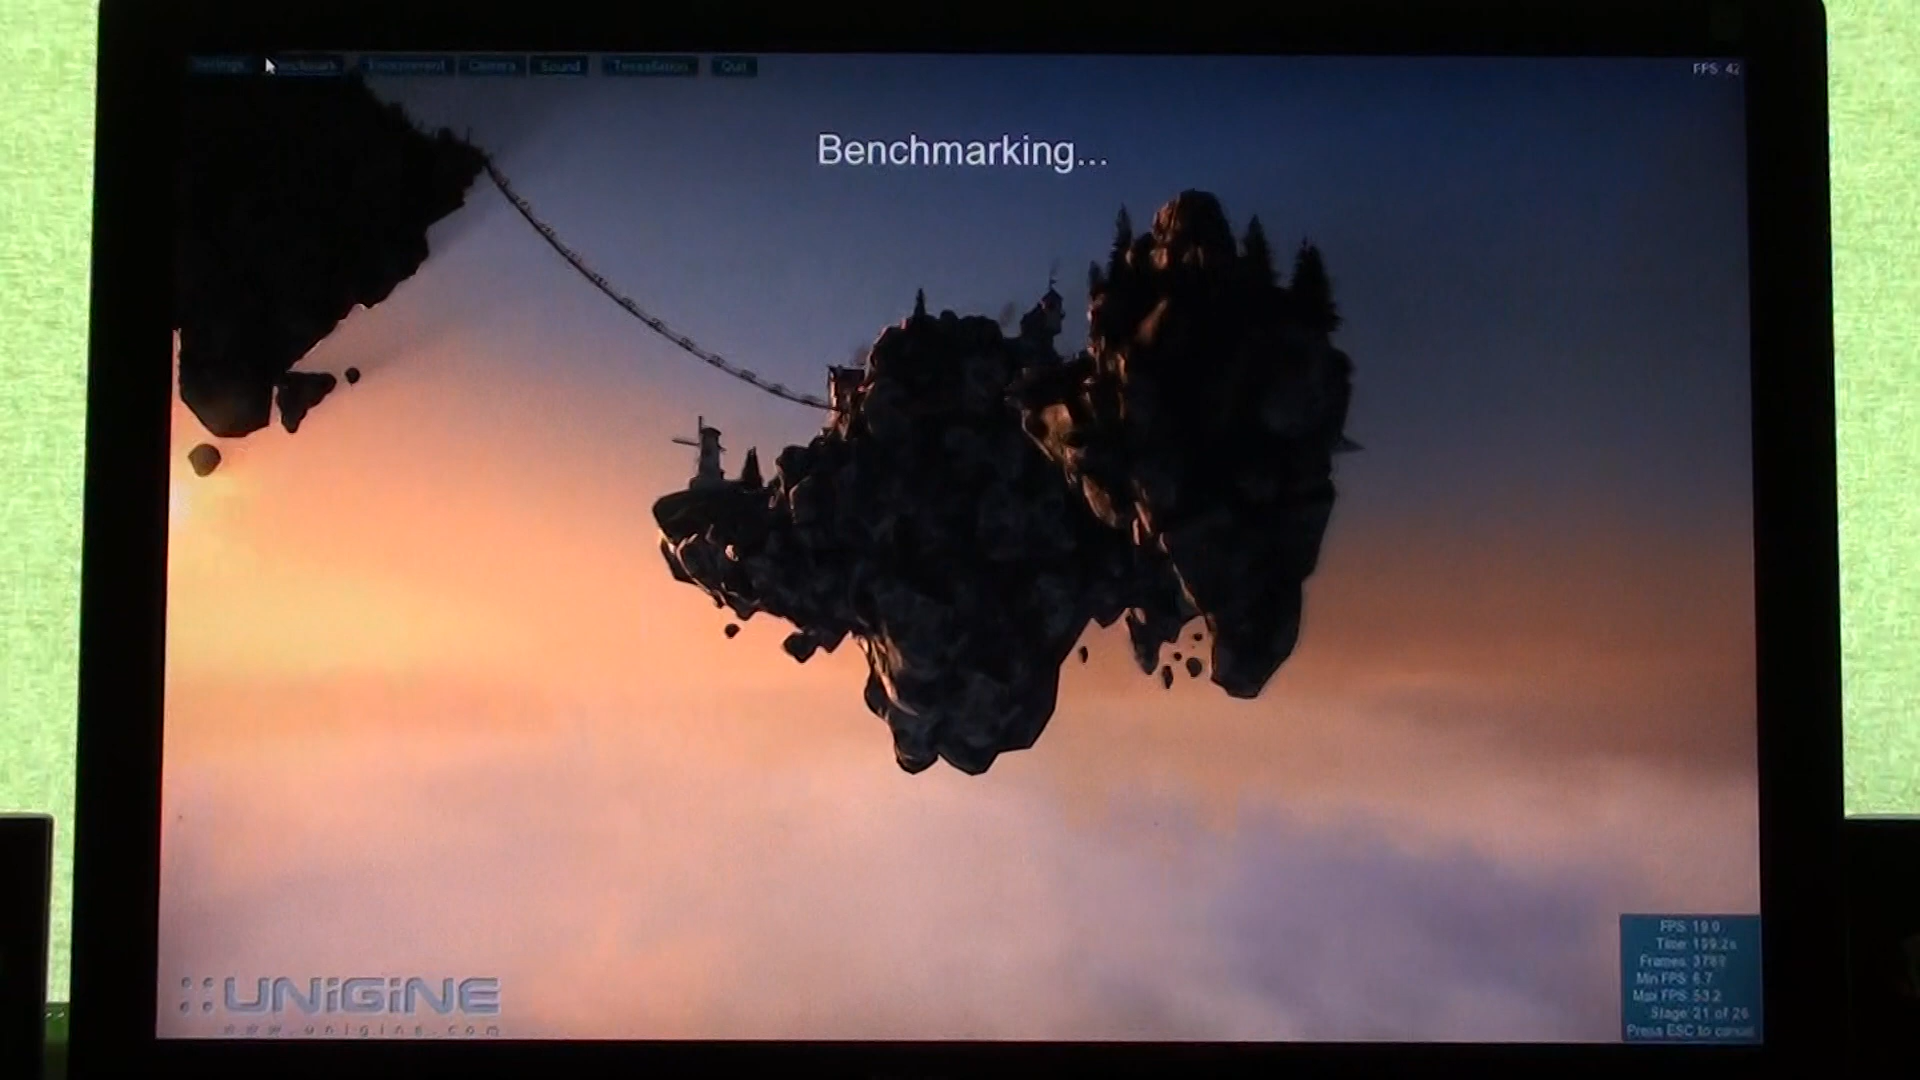 Settings Benchmark Environment Camera Sound Tessellation Quit
FPS: 42
Benchmarking...
FPS: 19.0
Time: 199.2s
Frames: 3789
Min FPS: 6.7
Max FPS: 53.2
Stage: 21 of 26
Press ESC to cancel
UNiGiNE
www.unigine.com